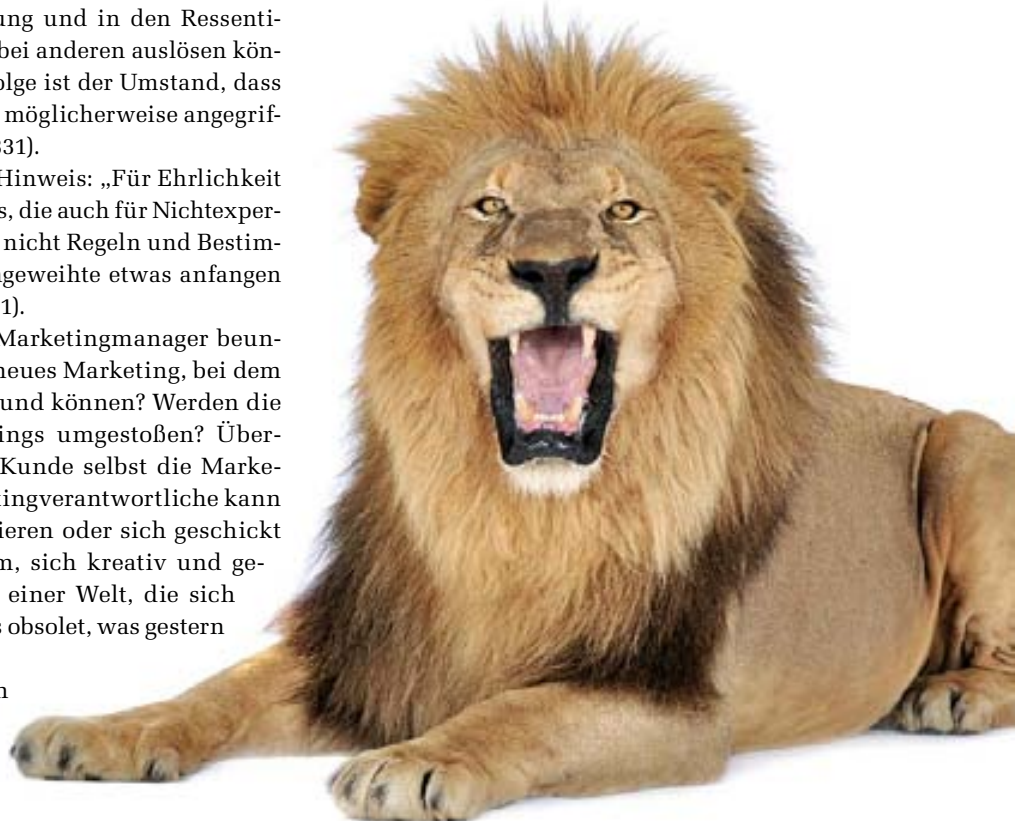 ung und in den Ressenti-
bei anderen auslösen kön-
olge ist der Umstand, dass
möglicherweise angegrif-
331).
Hinweis: „Für Ehrlichkeit
s, die auch für Nichtexper-
nicht Regeln und Bestim-
ngeweihte etwas anfangen
1).
Marketingmanager beun-
neues Marketing, bei dem
und können? Werden die
ings umgestoßen? Über-
Kunde selbst die Marke-
tingverantwortliche kann
ieren oder sich geschickt
m, sich kreativ und ge-
einer Welt, die sich
s obsolet, was gestern
n